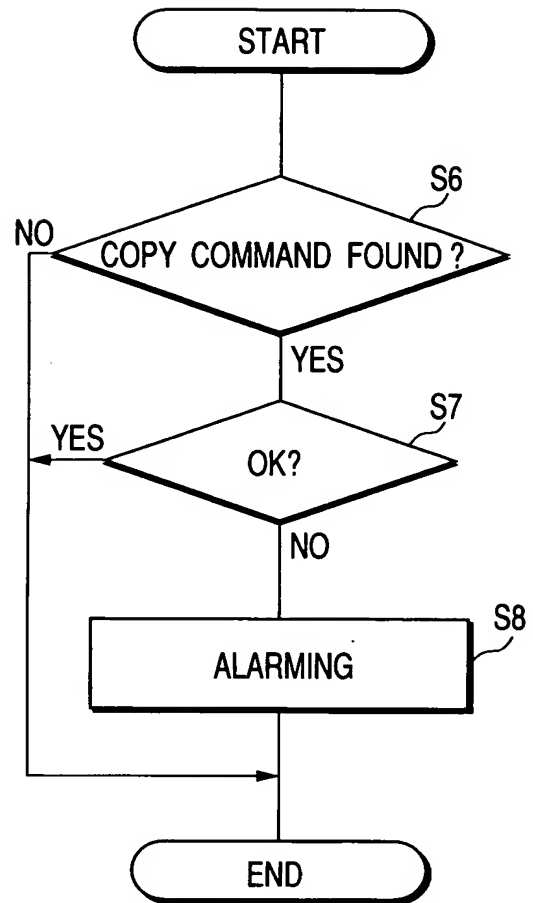 START
S6
NO
COPY COMMAND FOUND ?
YES
S7
YES
OK?
NO
S8
ALARMING
END